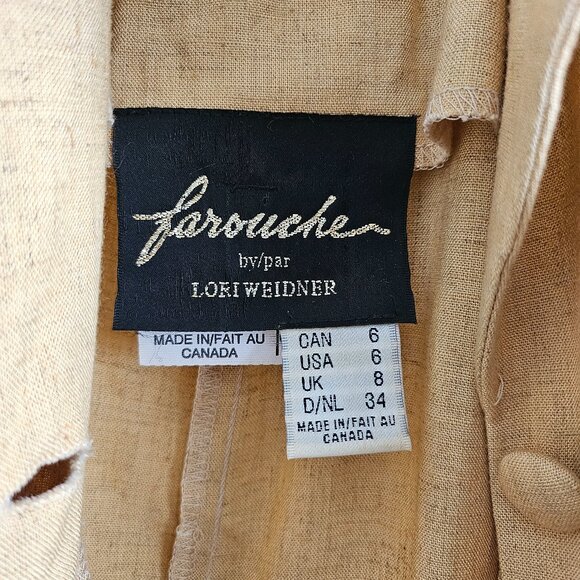 farouche
by/par
LORI WEIDNER
MADE IN/FAIT AU
CANADA
CAN 6
USA 6
UK 8
D/NL 34
MADE IN/FAIT AU
CANADA